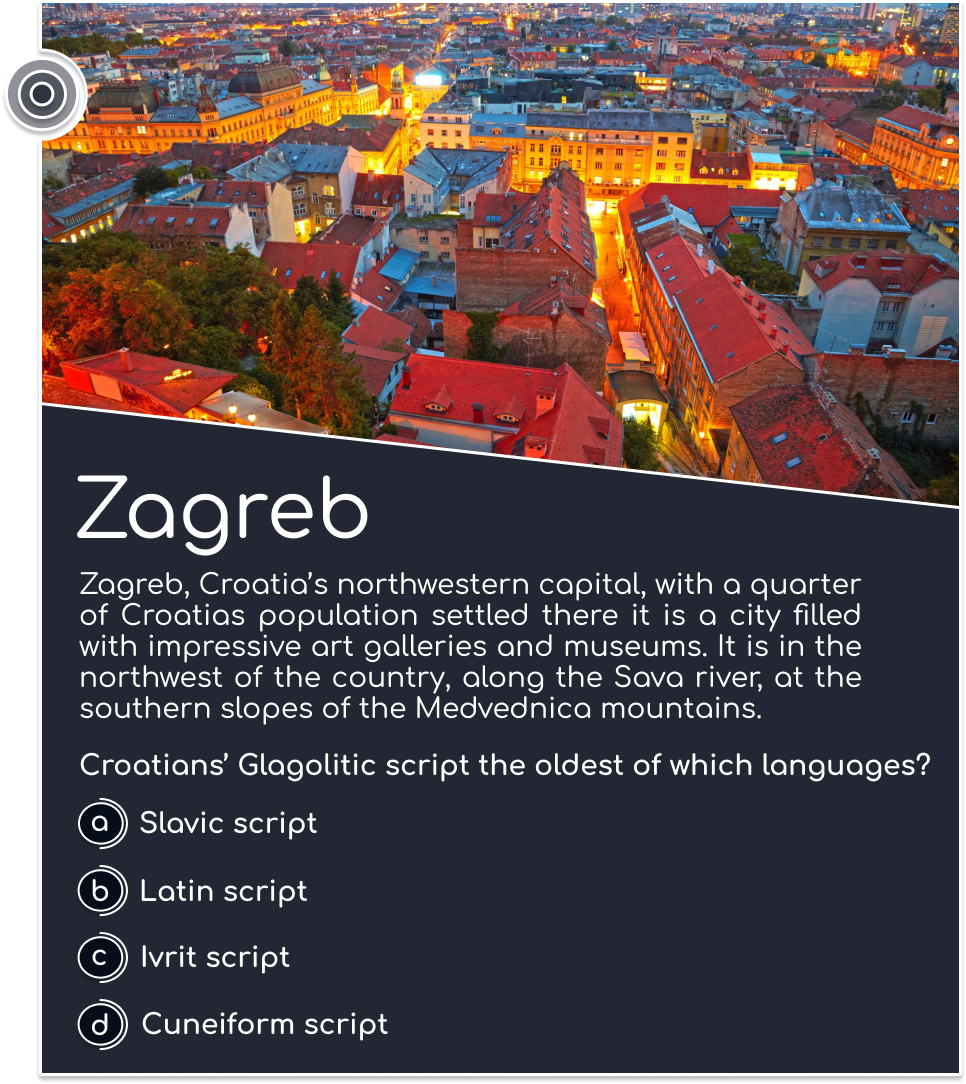 Zagreb
Zagreb, Croatia’s northwestern capital, with a quarter
of Croatias population settled there it is a city filled
with impressive art galleries and museums. It is in the
northwest of the country, along the Sava river, at the
southern slopes of the Medvednica mountains.
Croatians’ Glagolitic script the oldest of which languages?
a Slavic script
b Latin script
c Ivrit script
d Cuneiform script